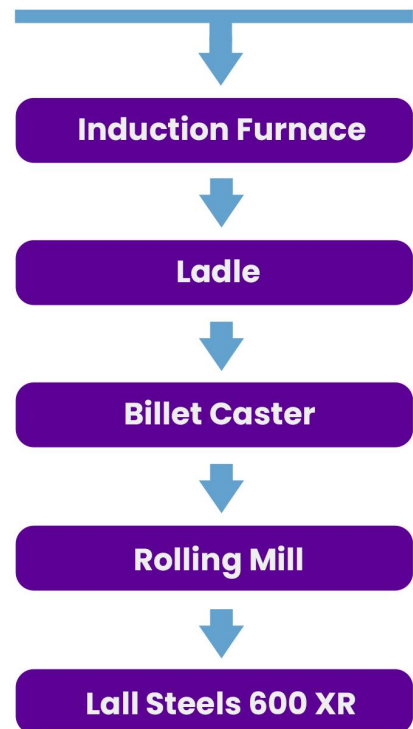 Induction Furnace
Ladle
Billet Caster
Rolling Mill
Lall Steels 600 XR